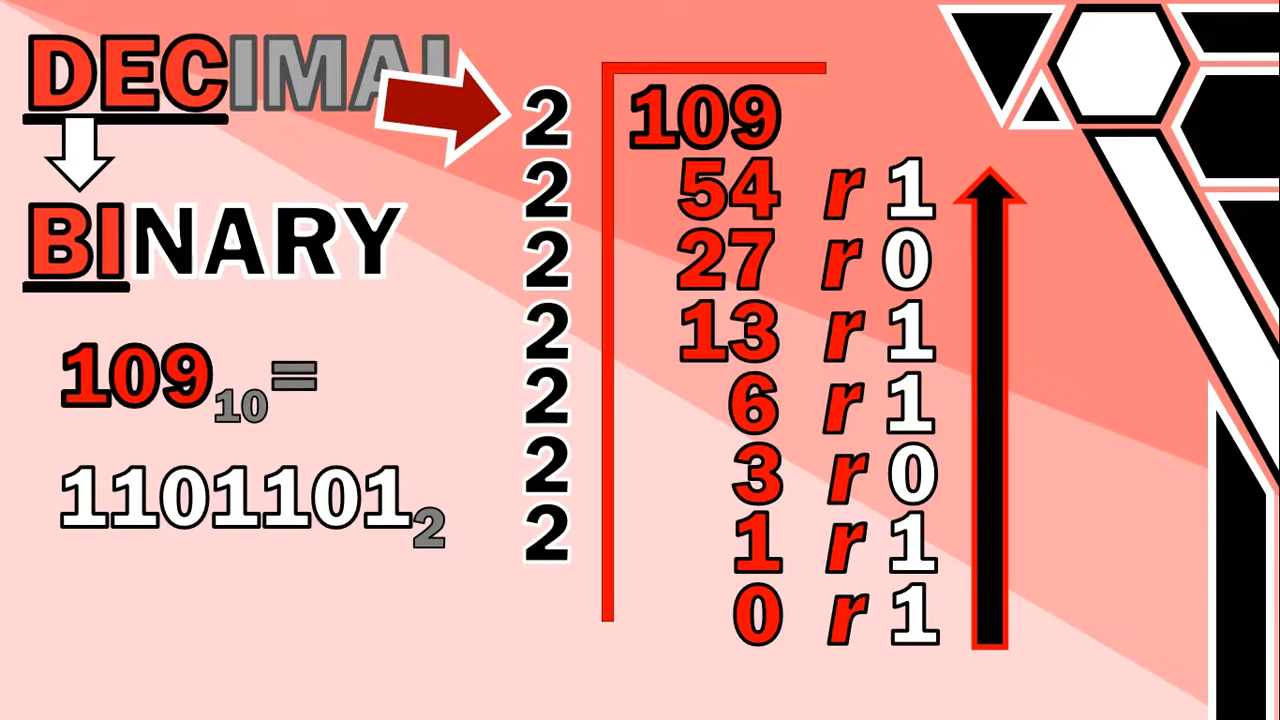 DECIMAL
BINARY
109₁₀=
1101101₂
2 109
2 54 r 1
2 27 r 0
2 13 r 1
2 6 r 1
2 3 r 0
2 1 r 1
0 r 1